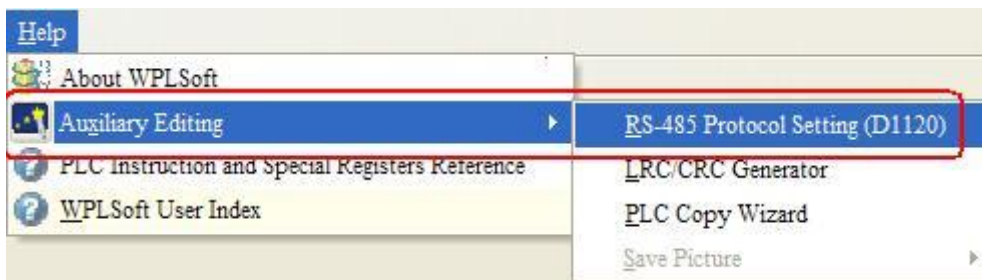 Help
About WPLSoft
Auxiliary Editing
RS-485 Protocol Setting (D1120)
PLC Instruction and Special Registers Reference
LRC/CRC Generator
WPLSoft User Index
PLC Copy Wizard
Save Picture